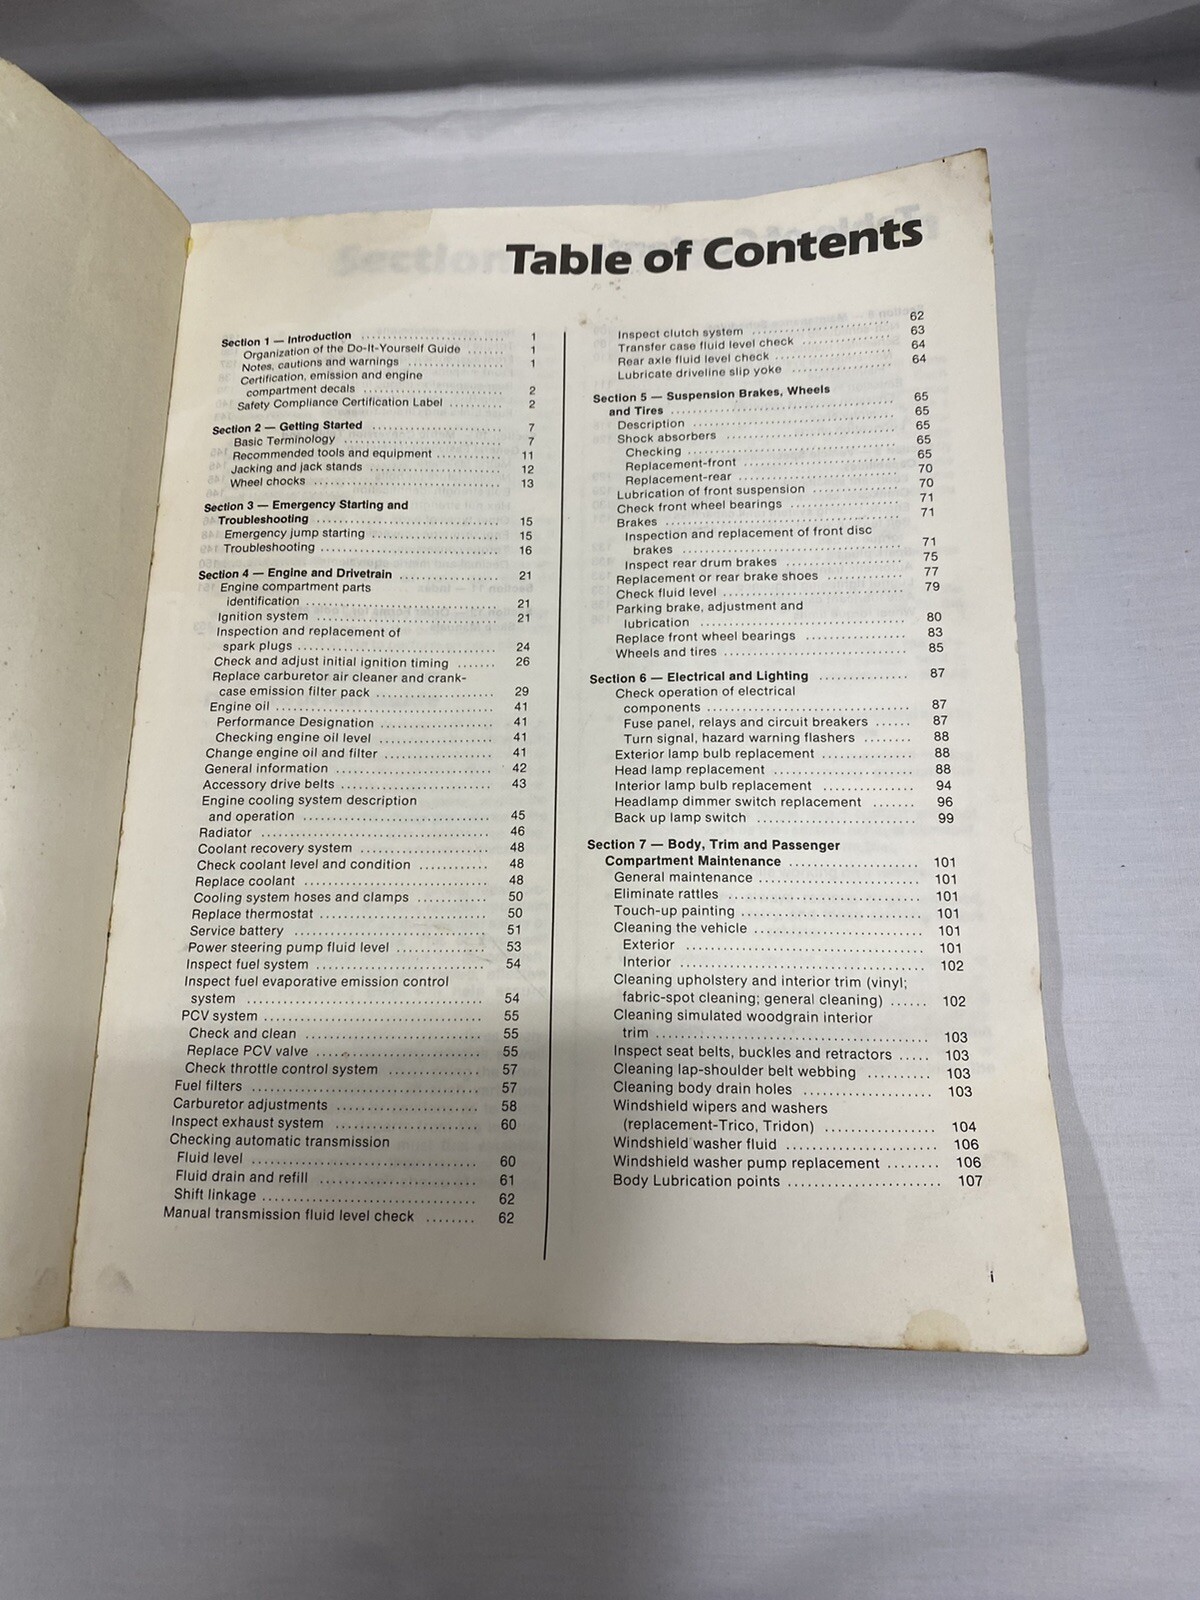 Table of Contents
Section 1 — Introduction .......... 1
Organization of the Do-It-Yourself Guide .......... 1
Notes, cautions and warnings .......... 1
Certification, emission and engine
compartment decals .......... 2
Safety Compliance Certification Label .......... 2
Section 2 — Getting Started .......... 7
Basic Terminology .......... 7
Recommended tools and equipment .......... 11
Jacking and jack stands .......... 12
Wheel chocks .......... 13
Section 3 — Emergency Starting and
Troubleshooting .......... 15
Emergency jump starting .......... 15
Troubleshooting .......... 16
Section 4 — Engine and Drivetrain .......... 21
Engine compartment parts
identification .......... 21
Ignition system .......... 21
Inspection and replacement of
spark plugs .......... 24
Check and adjust initial ignition timing .......... 26
Replace carburetor air cleaner and crank-
case emission filter pack .......... 29
Engine oil .......... 41
Performance Designation .......... 41
Checking engine oil level .......... 41
Change engine oil and filter .......... 41
General information .......... 42
Accessory drive belts .......... 43
Engine cooling system description
and operation .......... 45
Radiator .......... 46
Coolant recovery system .......... 48
Check coolant level and condition .......... 48
Replace coolant .......... 48
Cooling system hoses and clamps .......... 50
Replace thermostat .......... 50
Service battery .......... 51
Power steering pump fluid level .......... 53
Inspect fuel system .......... 54
Inspect fuel evaporative emission control
system .......... 54
PCV system .......... 55
Check and clean .......... 55
Replace PCV valve .......... 55
Check throttle control system .......... 57
Fuel filters .......... 57
Carburetor adjustments .......... 58
Inspect exhaust system .......... 60
Checking automatic transmission
Fluid level .......... 60
Fluid drain and refill .......... 61
Shift linkage .......... 62
Manual transmission fluid level check .......... 62
Inspect clutch system .......... 62
Transfer case fluid level check .......... 63
Rear axle fluid level check .......... 64
Lubricate driveline slip yoke .......... 64
Section 5 — Suspension Brakes, Wheels
and Tires .......... 65
Description .......... 65
Shock absorbers .......... 65
Checking .......... 65
Replacement-front .......... 65
Replacement-rear .......... 70
Lubrication of front suspension .......... 70
Check front wheel bearings .......... 71
Brakes .......... 71
Inspection and replacement of front disc
brakes .......... 71
Inspect rear drum brakes .......... 75
Replacement or rear brake shoes .......... 77
Check fluid level .......... 79
Parking brake, adjustment and
lubrication .......... 80
Replace front wheel bearings .......... 83
Wheels and tires .......... 85
Section 6 — Electrical and Lighting .......... 87
Check operation of electrical
components .......... 87
Fuse panel, relays and circuit breakers .......... 87
Turn signal, hazard warning flashers .......... 88
Exterior lamp bulb replacement .......... 88
Head lamp replacement .......... 88
Interior lamp bulb replacement .......... 94
Headlamp dimmer switch replacement .......... 96
Back up lamp switch .......... 99
Section 7 — Body, Trim and Passenger
Compartment Maintenance .......... 101
General maintenance .......... 101
Eliminate rattles .......... 101
Touch-up painting .......... 101
Cleaning the vehicle .......... 101
Exterior .......... 101
Interior .......... 102
Cleaning upholstery and interior trim (vinyl;
fabric-spot cleaning; general cleaning) .......... 102
Cleaning simulated woodgrain interior
trim .......... 103
Inspect seat belts, buckles and retractors .......... 103
Cleaning lap-shoulder belt webbing .......... 103
Cleaning body drain holes .......... 103
Windshield wipers and washers
(replacement-Trico, Tridon) .......... 104
Windshield washer fluid .......... 106
Windshield washer pump replacement .......... 106
Body Lubrication points .......... 107
i